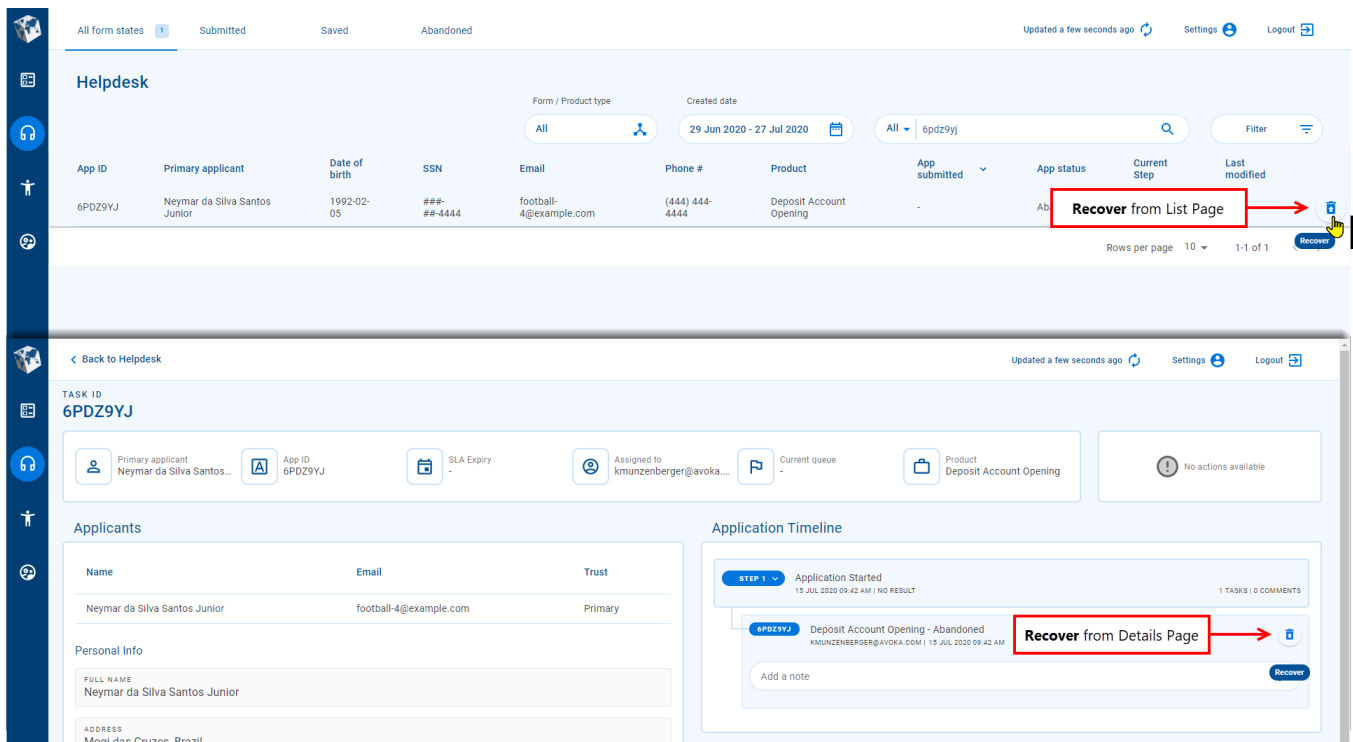 All form states 1 Submitted Saved Abandoned Updated a few seconds ago Settings Logout
Helpdesk
Form / Product type Created date
All 29 Jun 2020 - 27 Jul 2020 All 6pdz9yj Filter
App ID Primary applicant Date of birth SSN Email Phone # Product App submitted App status Current Step Last modified
6PDZ9YJ Neymar da Silva Santos Junior 1992-02-05 ###-##-4444 football-4@example.com (444) 444-4444 Deposit Account Opening - Ab
Recover from List Page
Recover
Rows per page 10 1-1 of 1
Back to Helpdesk Updated a few seconds ago Settings Logout
TASK ID
6PDZ9YJ
Primary applicant App ID SLA Expiry Assigned to Current queue Product
Neymar da Silva Santos... 6PDZ9YJ - kmunzenberger@avoka.... - Deposit Account Opening No actions available
Applicants Application Timeline
Name Email Trust
Neymar da Silva Santos Junior football-4@example.com Primary
STEP 1 Application Started
15 JUL 2020 09:42 AM | NO RESULT 1 TASKS | 0 COMMENTS
6PDZ9YJ Deposit Account Opening - Abandoned
KMUNZENBERGER@AVOKA.COM | 15 JUL 2020 09:42 AM
Recover from Details Page
Add a note Recover
Personal Info
FULL NAME
Neymar da Silva Santos Junior
ADDRESS
Mogi das Cruzes, Brazil